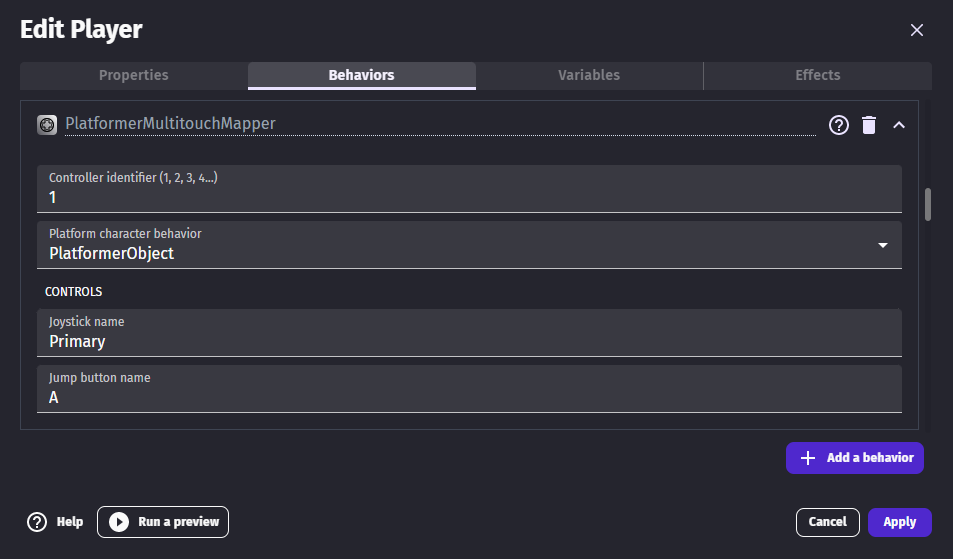 Edit Player
Properties Behaviors Variables Effects
PlatformerMultitouchMapper
Controller identifier (1, 2, 3, 4...)
1
Platform character behavior
PlatformerObject
CONTROLS
Joystick name
Primary
Jump button name
A
Add a behavior
Help Run a preview Cancel Apply